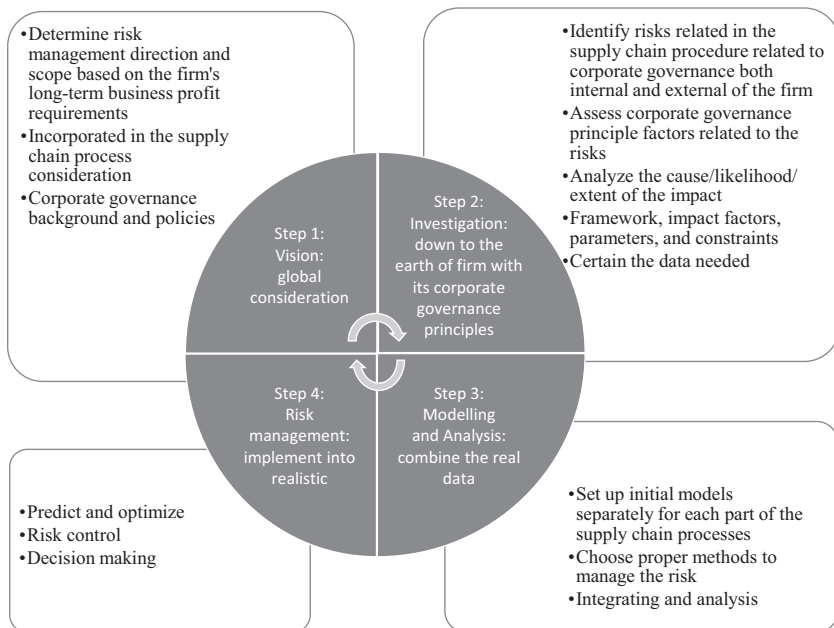 •Determine risk
management direction and
scope based on the firm's
long-term business profit
requirements
•Incorporated in the supply
chain process
consideration
•Corporate governance
background and policies
•Identify risks related in the
supply chain procedure related to
corporate governance both
internal and external of the firm
•Assess corporate governance
principle factors related to the
risks
•Analyze the cause/likelihood/
extent of the impact
•Framework, impact factors,
parameters, and constraints
•Certain the data needed
Step 1:
Vision:
global
consideration
Step 2:
Investigation:
down to the
earth of firm with
its corporate
governance
principles
Step 4:
Risk
management:
implement into
realistic
Step 3:
Modelling
and Analysis:
combine the real
data
•Predict and optimize
•Risk control
•Decision making
•Set up initial models
separately for each part of the
supply chain processes
•Choose proper methods to
manage the risk
•Integrating and analysis